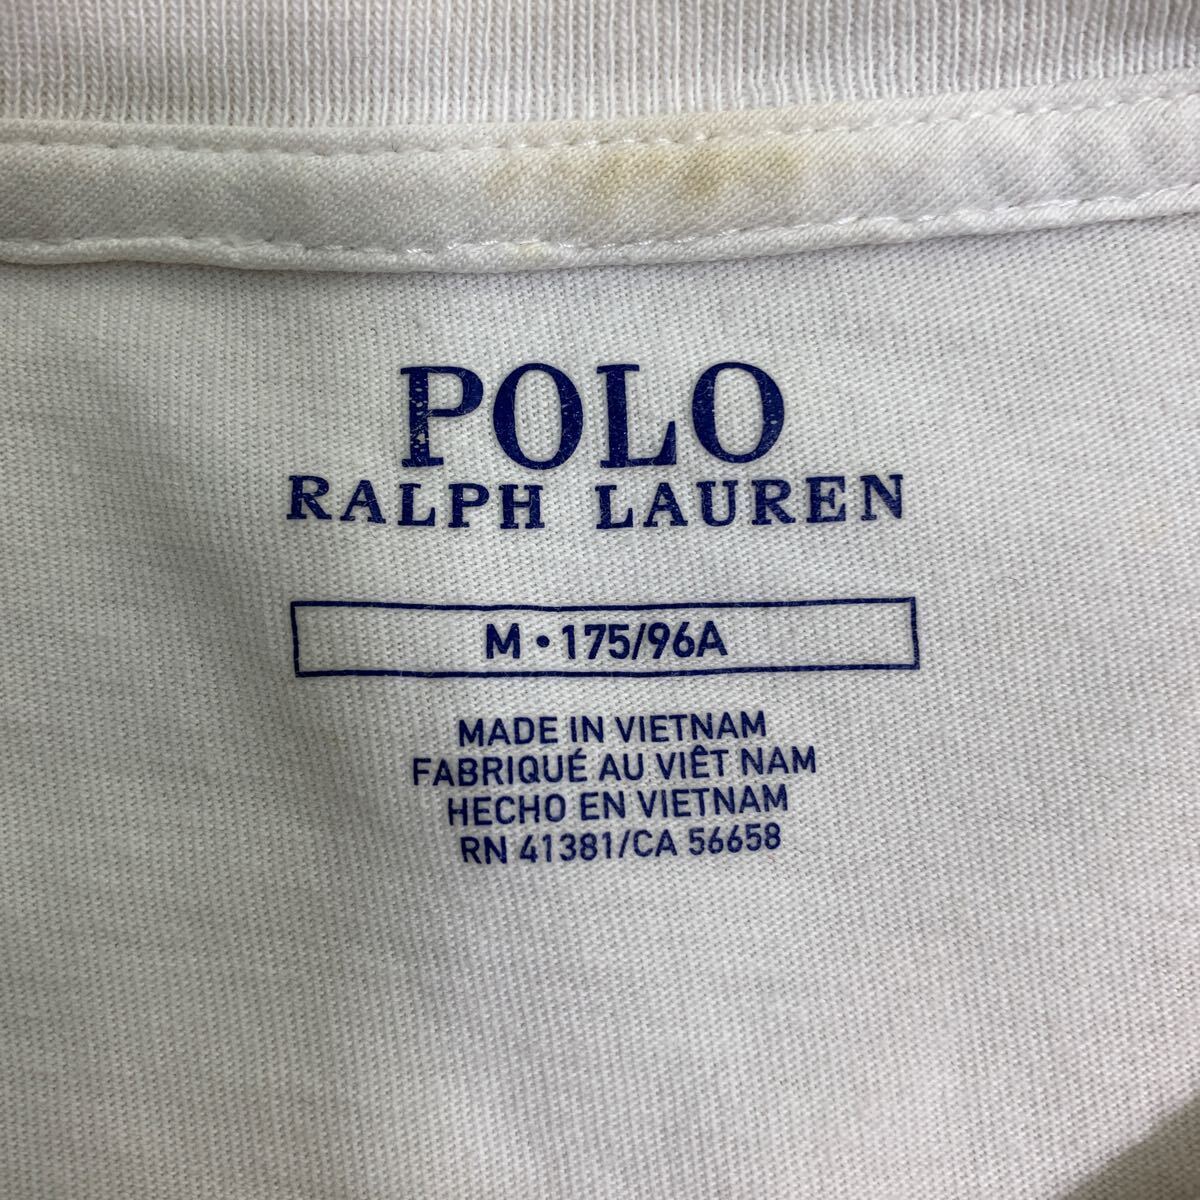 POLO
RALPH LAUREN
M • 175/96A
MADE IN VIETNAM
FABRIQUÉ AU VIÊT NAM
HECHO EN VIETNAM
RN 41381/CA 56658